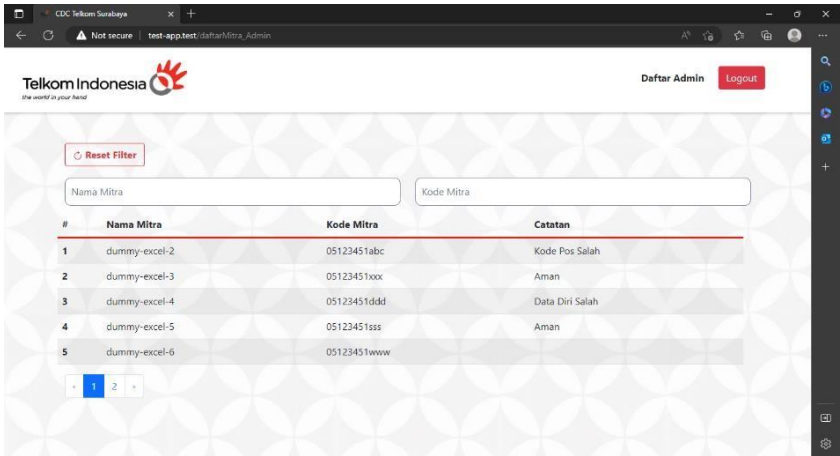 CDC Telkom Surabaya
Not secure | test-app.test/daftarMitra_Admin
Telkom Indonesia
the world in your hand
Daftar Admin Logout
Reset Filter
Nama Mitra Kode Mitra
# Nama Mitra Kode Mitra Catatan
1 dummy-excel-2 05123451abc Kode Pos Salah
2 dummy-excel-3 05123451xxx Aman
3 dummy-excel-4 05123451ddd Data Diri Salah
4 dummy-excel-5 05123451sss Aman
5 dummy-excel-6 05123451www
‹ 1 2 ›